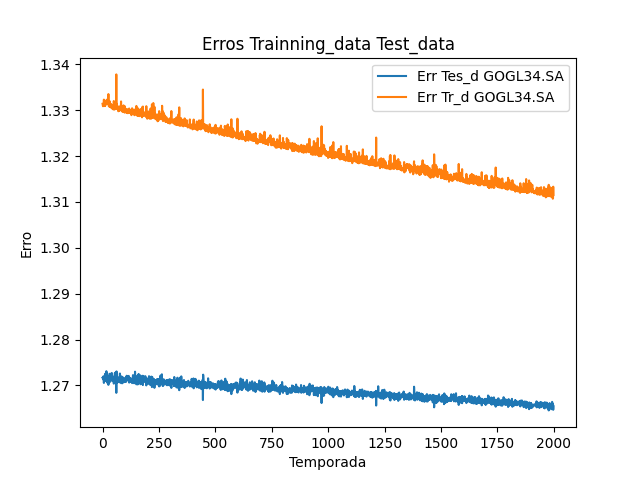 Erros Trainning_data Test_data
Err Tes_d GOGL34.SA
Err Tr_d GOGL34.SA
1.34
1.33
1.32
1.31
1.30
1.29
1.28
1.27
Erro
0 250 500 750 1000 1250 1500 1750 2000
Temporada